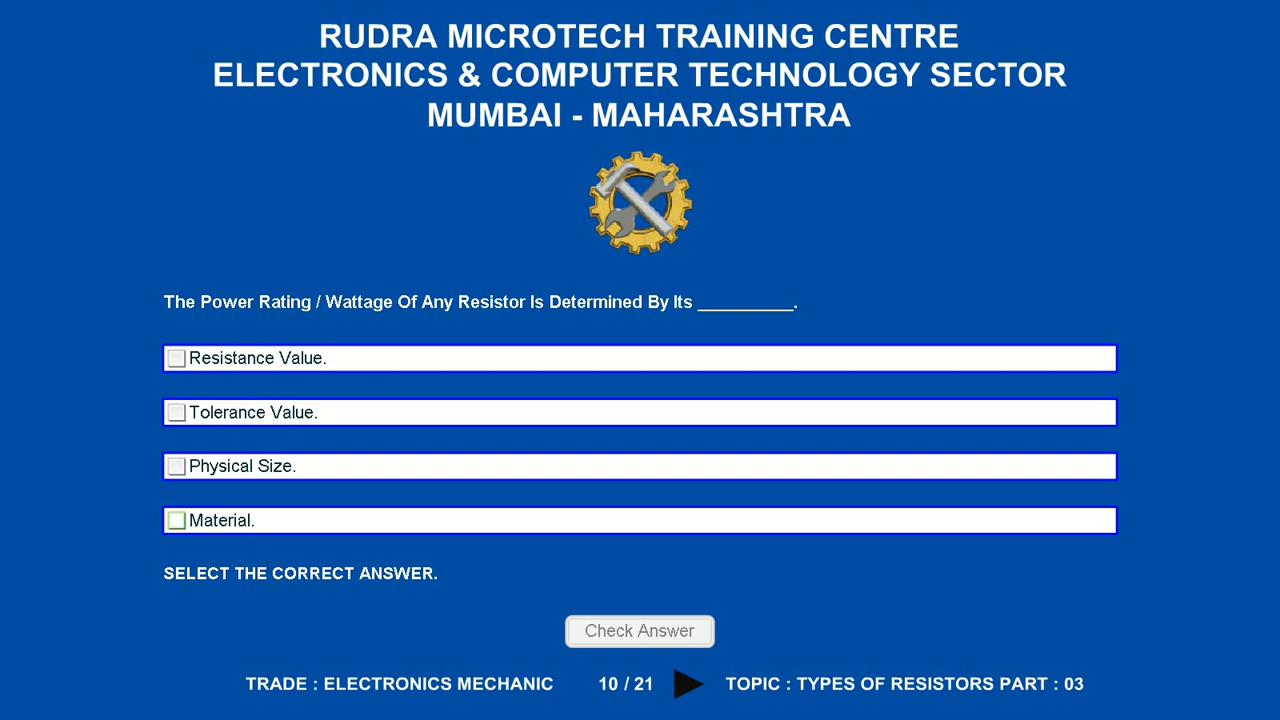 RUDRA MICROTECH TRAINING CENTRE
ELECTRONICS & COMPUTER TECHNOLOGY SECTOR
MUMBAI - MAHARASHTRA
The Power Rating / Wattage Of Any Resistor Is Determined By Its __________.
Resistance Value.
Tolerance Value.
Physical Size.
Material.
SELECT THE CORRECT ANSWER.
Check Answer
TRADE : ELECTRONICS MECHANIC 10 / 21 TOPIC : TYPES OF RESISTORS PART : 03